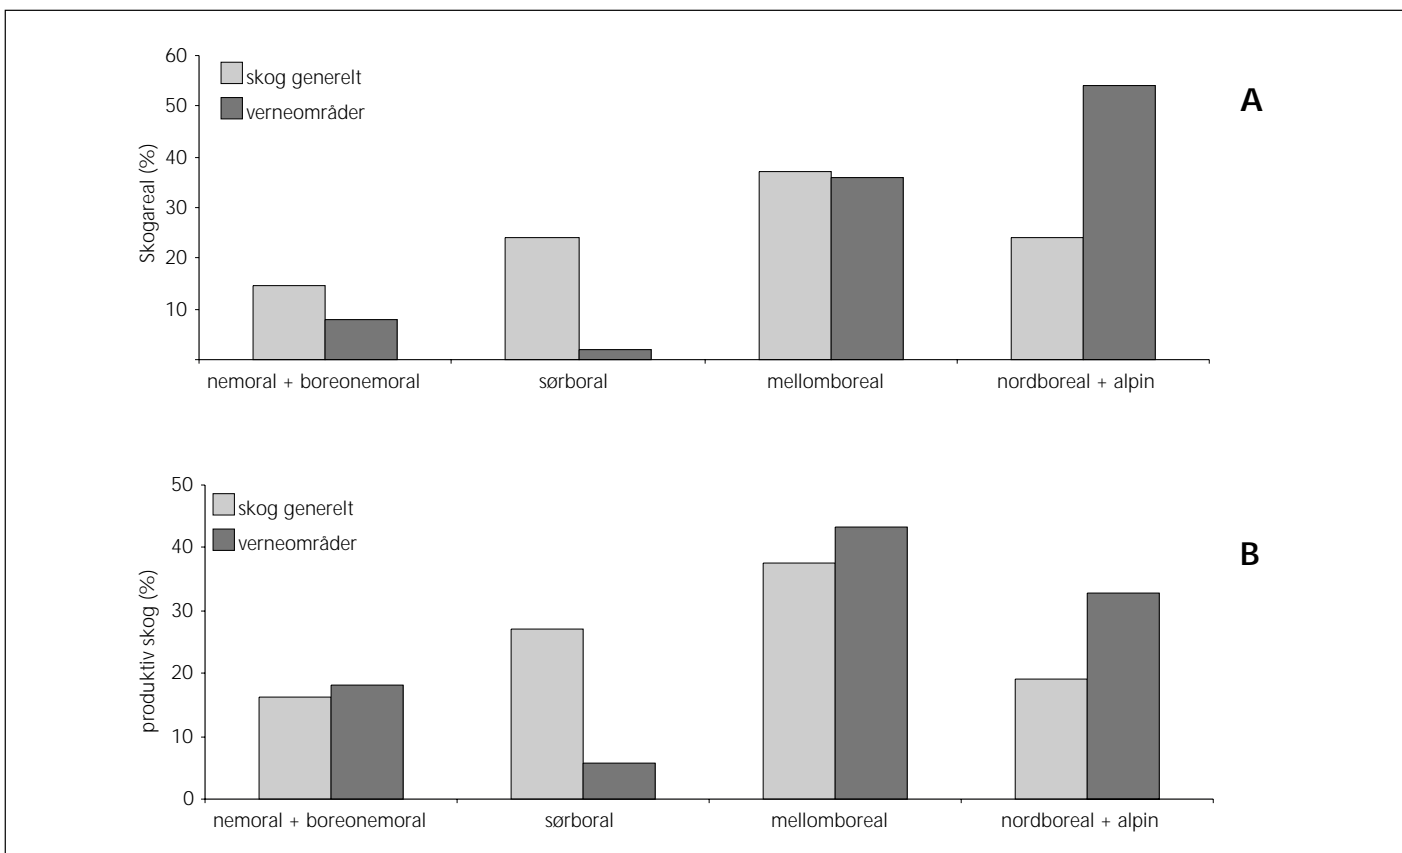 60
50
40
30
20
10
Skogareal (%)
skog generelt
verneområder
A
nemoral + boreonemoral
sørboral
mellomboreal
nordboreal + alpin
50
40
30
20
10
0
produktiv skog (%)
skog generelt
verneområder
B
nemoral + boreonemoral
sørboral
mellomboreal
nordboreal + alpin